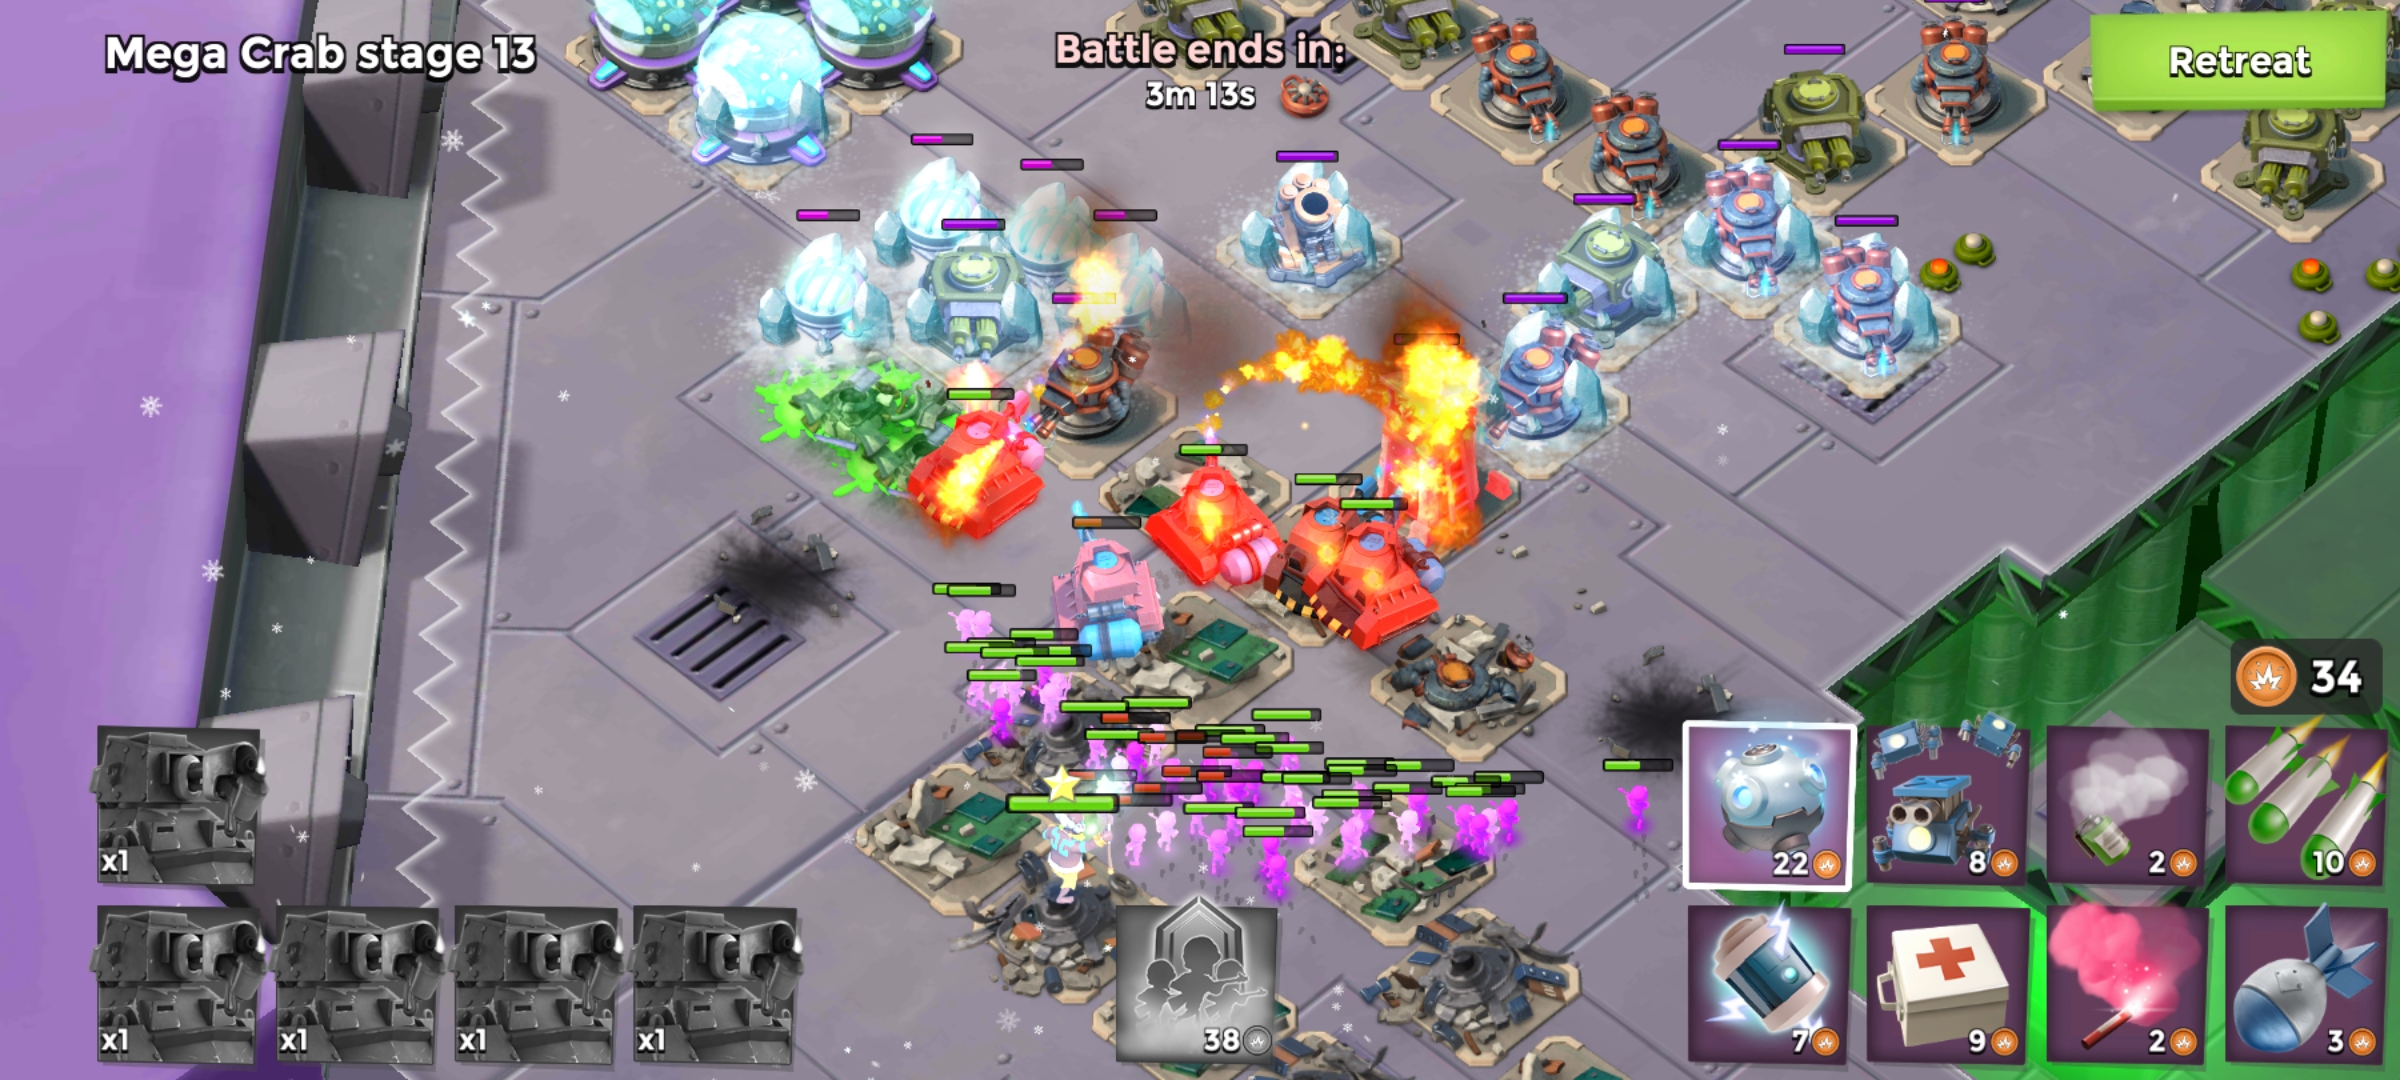 Mega Crab stage 13
Battle ends in:
3m 13s
Retreat
34
x1
22
8
2
10
x1
x1
x1
x1
38
7
9
2
3